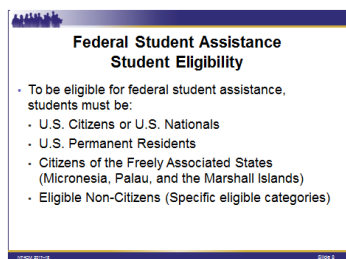 Federal Student Assistance
Student Eligibility
• To be eligible for federal student assistance,
students must be:
• U.S. Citizens or U.S. Nationals
• U.S. Permanent Residents
• Citizens of the Freely Associated States
(Micronesia, Palau, and the Marshall Islands)
• Eligible Non-Citizens (Specific eligible categories)
Slide 8